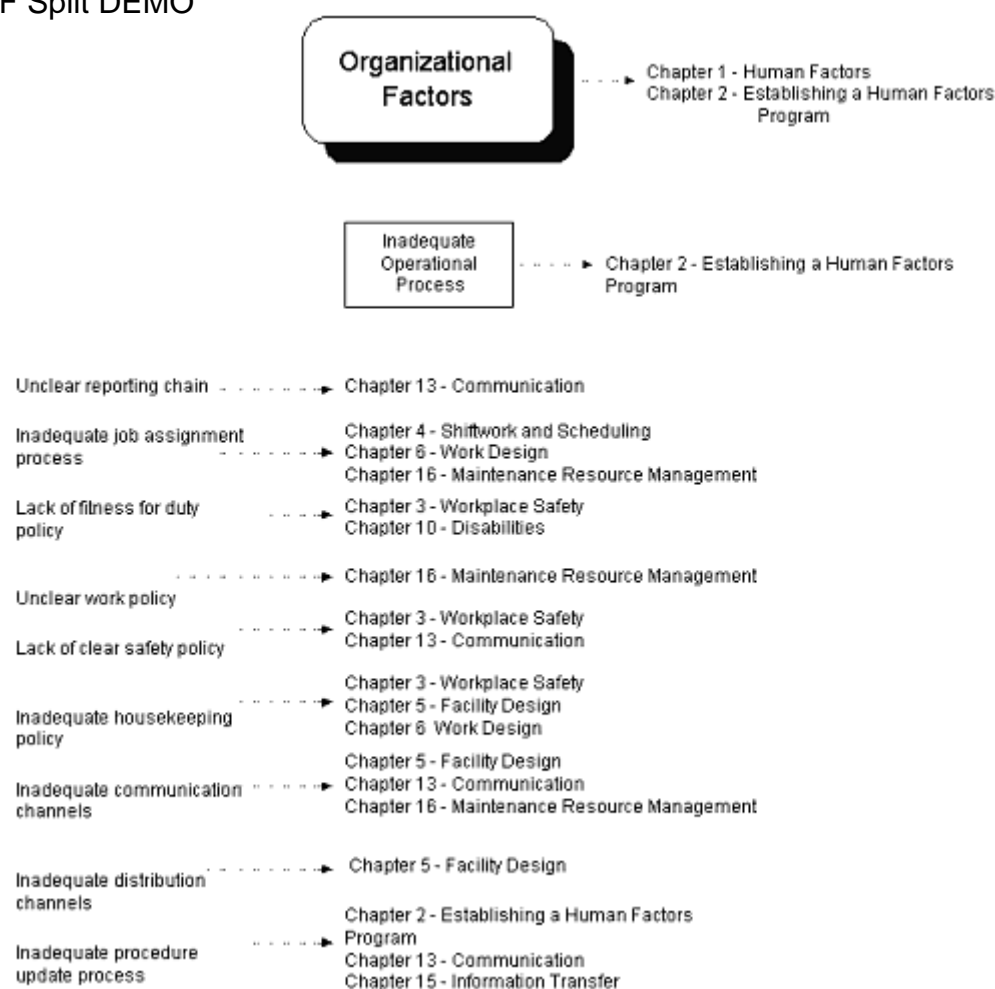 F Split DEMO
Organizational
Factors
Chapter 1 - Human Factors
Chapter 2 - Establishing a Human Factors
Program
Inadequate
Operational
Process
Chapter 2 - Establishing a Human Factors
Program
Unclear reporting chain
Chapter 13 - Communication
Inadequate job assignment
process
Chapter 4 - Shiftwork and Scheduling
Chapter 6 - Work Design
Chapter 16 - Maintenance Resource Management
Lack of fitness for duty
policy
Chapter 3 - Workplace Safety
Chapter 10 - Disabilities
Unclear work policy
Chapter 16 - Maintenance Resource Management
Lack of clear safety policy
Chapter 3 - Workplace Safety
Chapter 13 - Communication
Inadequate housekeeping
policy
Chapter 3 - Workplace Safety
Chapter 5 - Facility Design
Chapter 6 Work Design
Inadequate communication
channels
Chapter 5 - Facility Design
Chapter 13 - Communication
Chapter 16 - Maintenance Resource Management
Inadequate distribution
channels
Chapter 5 - Facility Design
Inadequate procedure
update process
Chapter 2 - Establishing a Human Factors
Program
Chapter 13 - Communication
Chapter 15 - Information Transfer